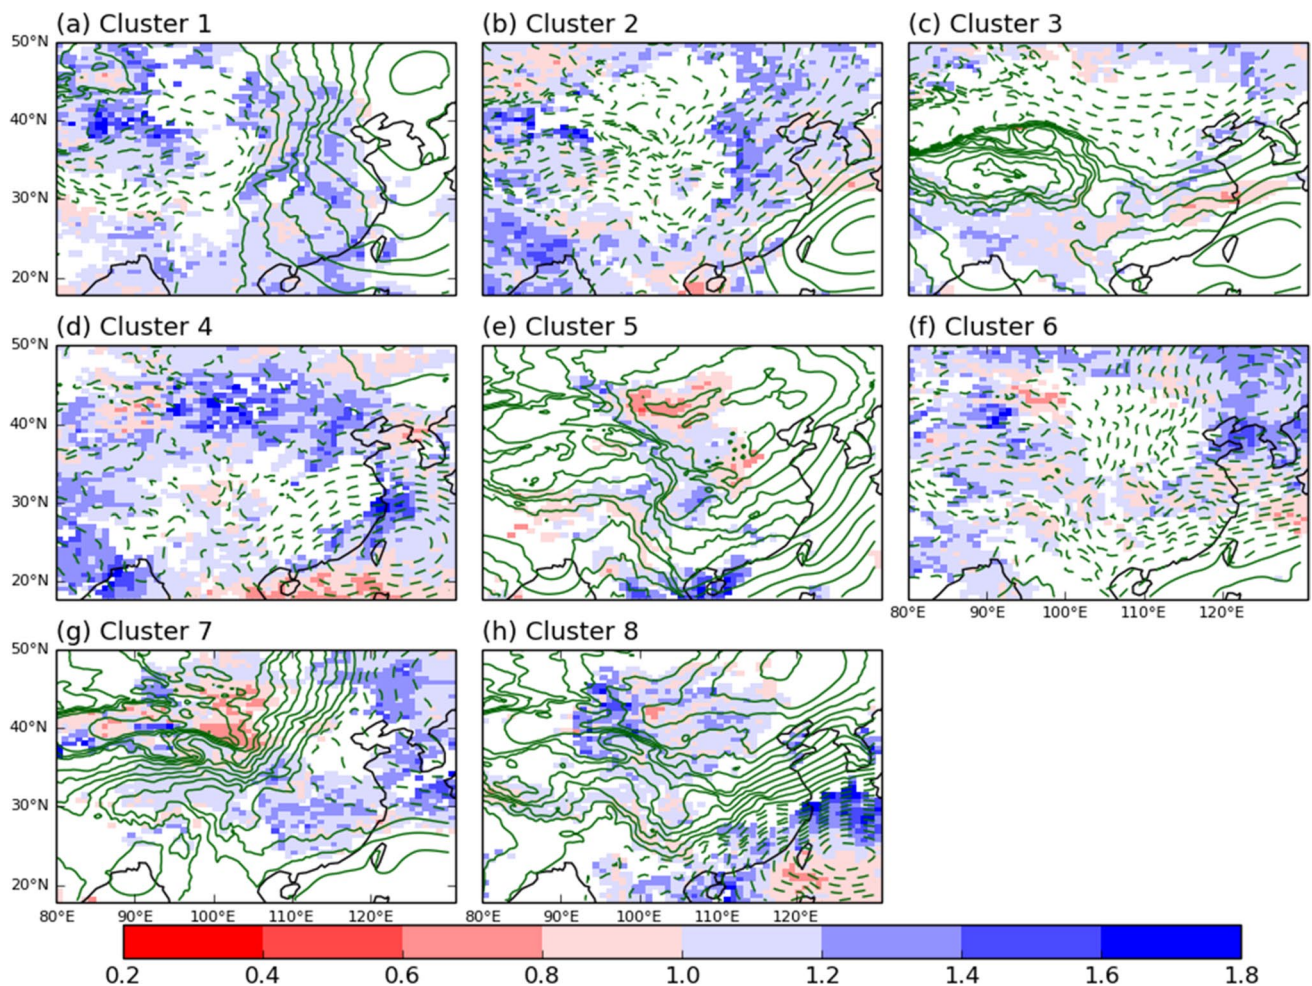 (a) Cluster 1 (b) Cluster 2 (c) Cluster 3
50°N
40°N
30°N
20°N
(d) Cluster 4 (e) Cluster 5 (f) Cluster 6
50°N
40°N
30°N
20°N
80°E 90°E 100°E 110°E 120°E
(g) Cluster 7 (h) Cluster 8
50°N
40°N
30°N
20°N
80°E 90°E 100°E 110°E 120°E 80°E 90°E 100°E 110°E 120°E
0.2 0.4 0.6 0.8 1.0 1.2 1.4 1.6 1.8